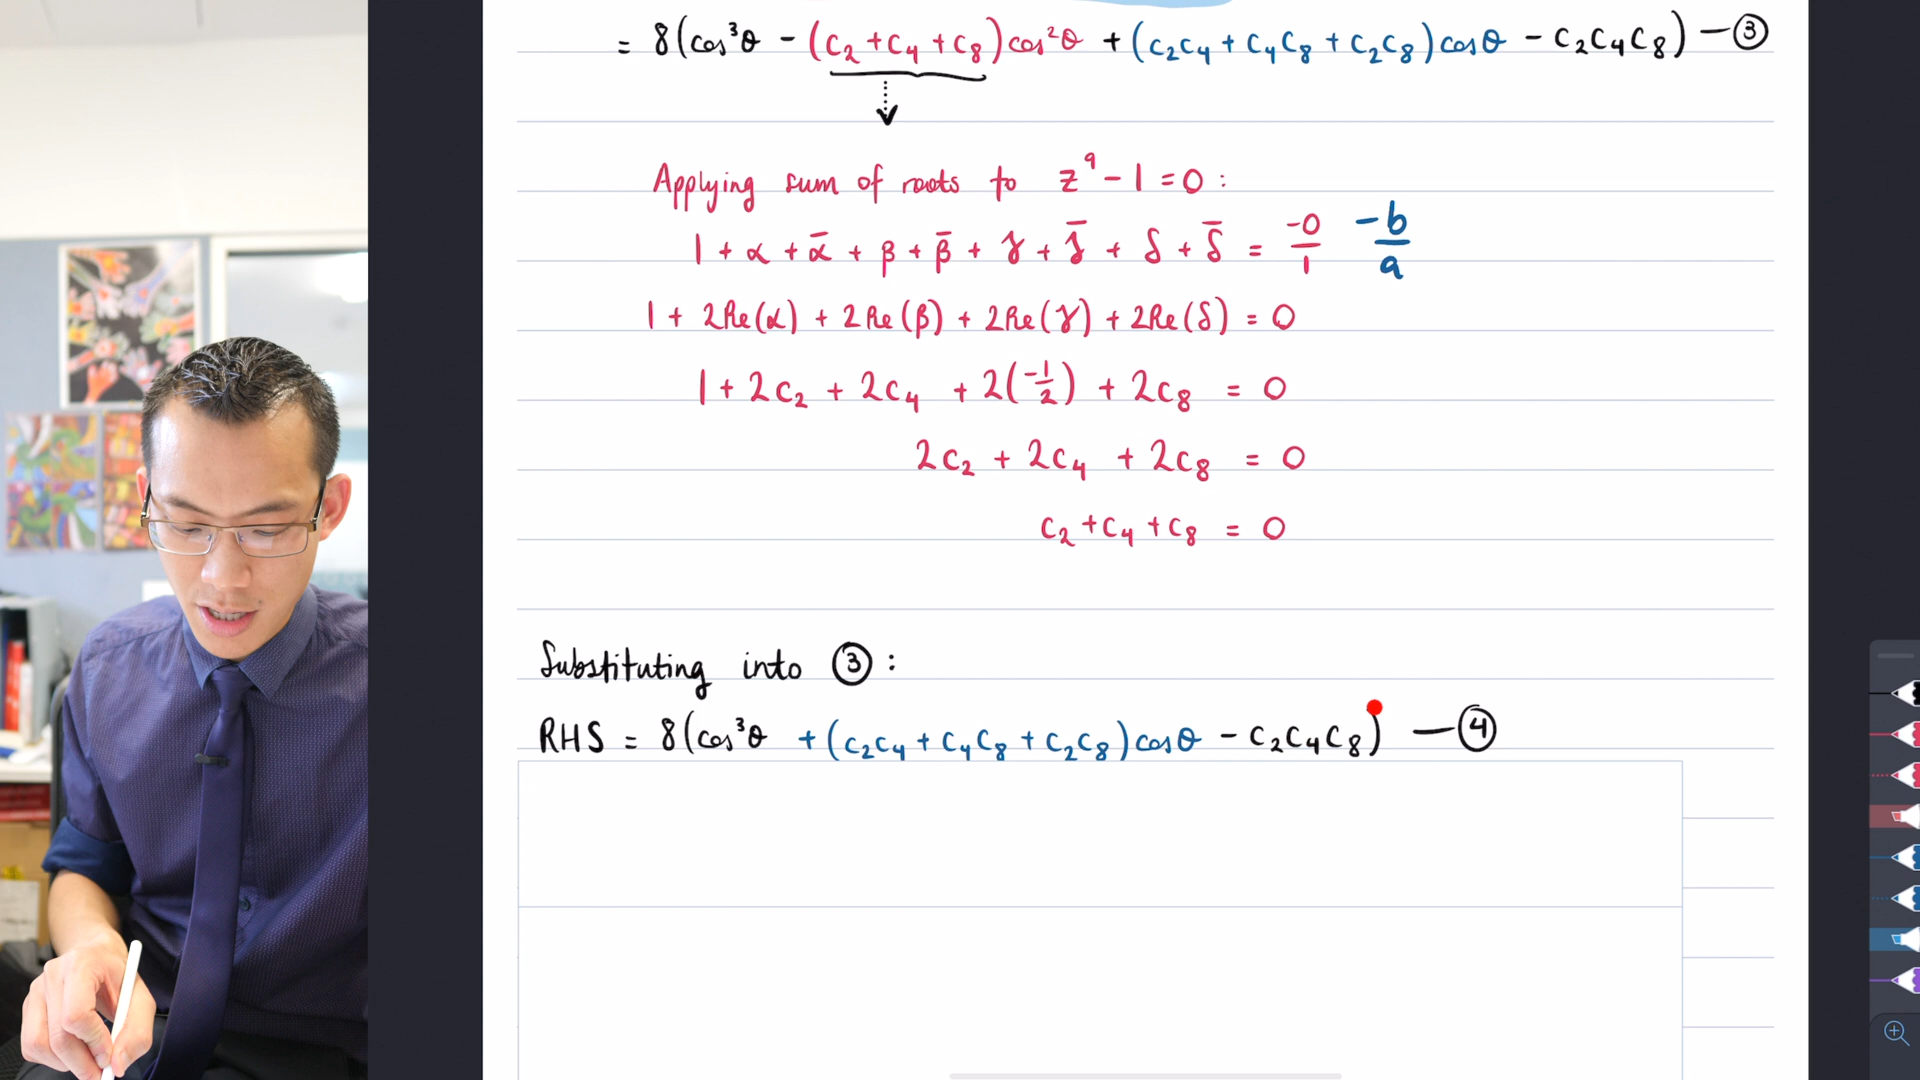 = 8(cos³θ − (c₂ + c₄ + c₈)cos²θ + (c₂c₄ + c₄c₈ + c₂c₈)cosθ − c₂c₄c₈) — ③
Applying sum of roots to z⁹ − 1 = 0 :
1 + α + ᾱ + β + β̄ + γ + γ̄ + δ + δ̄ = -0/1 -b/a
1 + 2Re(α) + 2Re(β) + 2Re(γ) + 2Re(δ) = 0
1 + 2c₂ + 2c₄ + 2(-1/2) + 2c₈ = 0
2c₂ + 2c₄ + 2c₈ = 0
c₂ + c₄ + c₈ = 0
Substituting into ③ :
RHS = 8(cos³θ + (c₂c₄ + c₄c₈ + c₂c₈)cosθ − c₂c₄c₈) — ④